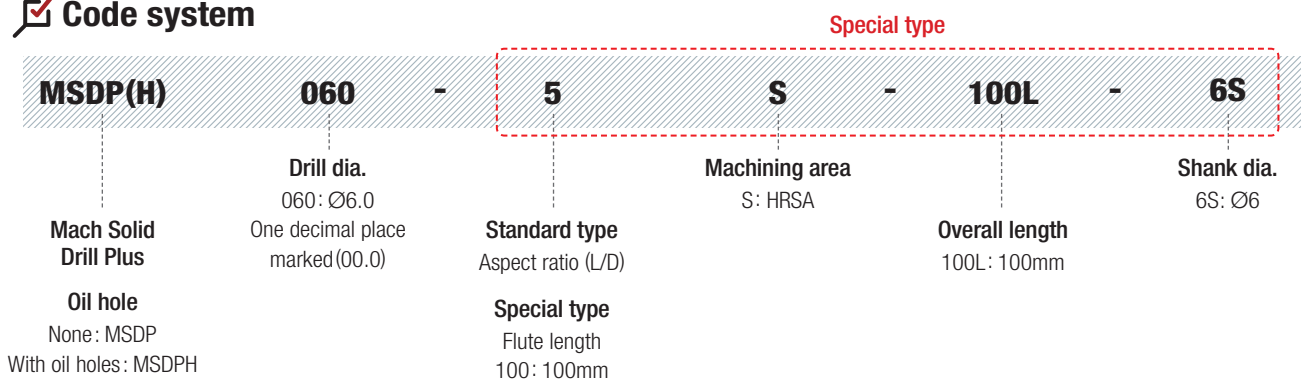 Code system
Special type
MSDP(H) 060 - 5 S - 100L - 6S
Drill dia.
060: Ø6.0
One decimal place
marked(00.0)
Machining area
S: HRSA
Shank dia.
6S: Ø6
Mach Solid
Drill Plus
Standard type
Aspect ratio (L/D)
Overall length
100L: 100mm
Oil hole
None: MSDP
With oil holes: MSDPH
Special type
Flute length
100: 100mm